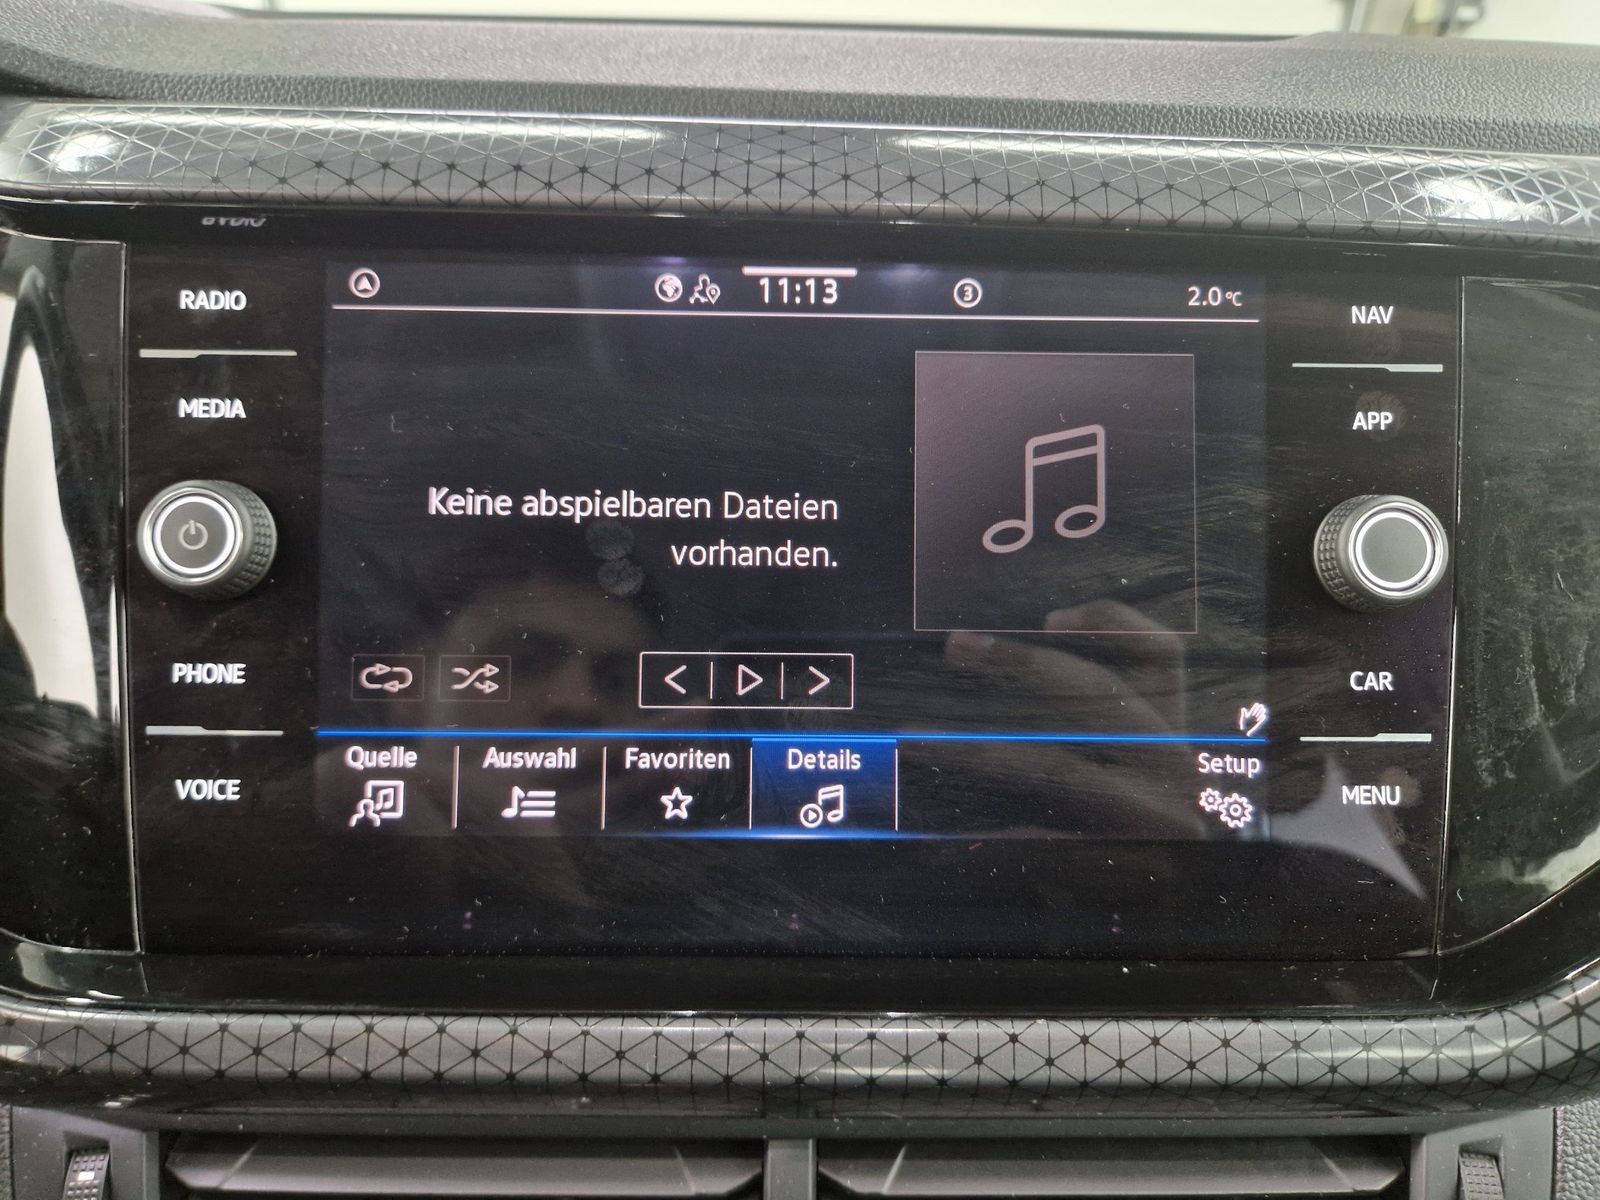 RADIO
MEDIA
PHONE
VOICE
11:13
3
2.0 °C
Keine abspielbaren Dateien
vorhanden.
Quelle
Auswahl
Favoriten
Details
Setup
NAV
APP
CAR
MENU